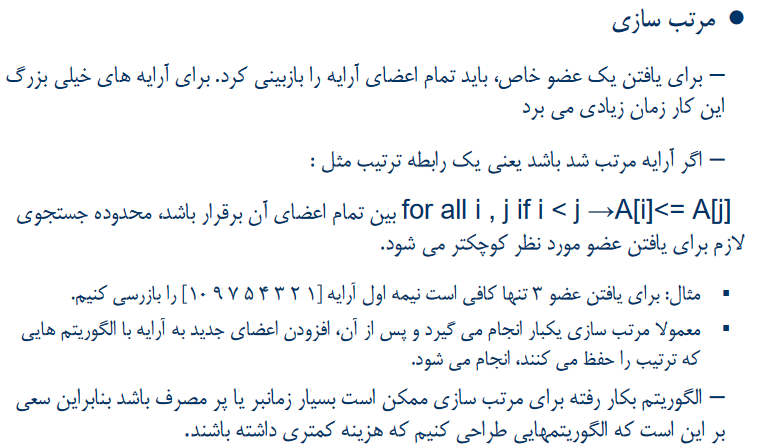 ● مرتب سازی
– برای یافتن یک عضو خاص، باید تمام اعضای آرایه را بازبینی کرد. برای آرایه های خیلی بزرگ
این کار زمان زیادی می برد
– اگر آرایه مرتب شد باشد یعنی یک رابطه ترتیب مثل :
for all i , j if i < j →A[i]<= A[j] بین تمام اعضای آن برقرار باشد، محدوده جستجوی
لازم برای یافتن عضو مورد نظر کوچکتر می شود.
▪ مثال: برای یافتن عضو ۳ تنها کافی است نیمه اول آرایه [۱ ۲ ۳ ۴ ۵ ۷ ۹ ۱۰] را بازرسی کنیم.
▪ معمولا مرتب سازی یکبار انجام می گیرد و پس از آن، افزودن اعضای جدید به آرایه با الگوریتم هایی
که ترتیب را حفظ می کنند، انجام می شود.
– الگوریتم بکار رفته برای مرتب سازی ممکن است بسیار زمانبر یا پر مصرف باشد بنابراین سعی
بر این است که الگوریتمهایی طراحی کنیم که هزینه کمتری داشته باشند.